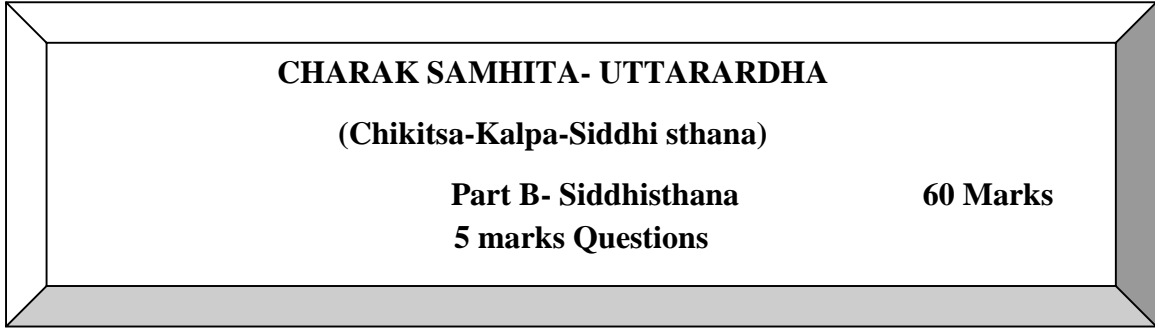 CHARAK SAMHITA- UTTARARDHA
(Chikitsa-Kalpa-Siddhi sthana)
Part B- Siddhisthana 60 Marks
5 marks Questions